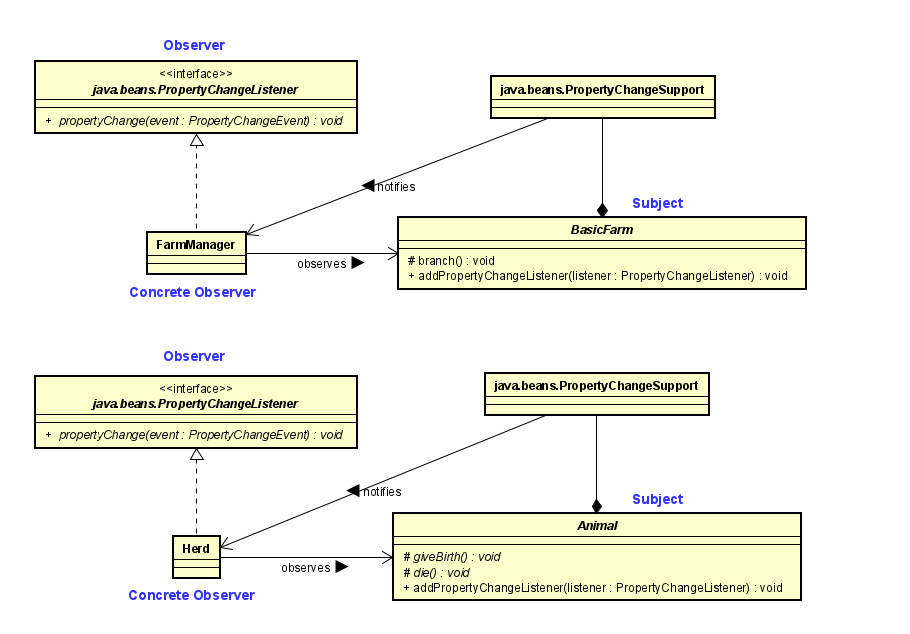 Observer
<<interface>>
java.beans.PropertyChangeListener
+ propertyChange(event : PropertyChangeEvent) : void
java.beans.PropertyChangeSupport
notifies
Subject
BasicFarm
# branch() : void
+ addPropertyChangeListener(listener : PropertyChangeListener) : void
FarmManager
observes
Concrete Observer
Observer
<<interface>>
java.beans.PropertyChangeListener
+ propertyChange(event : PropertyChangeEvent) : void
java.beans.PropertyChangeSupport
notifies
Subject
Animal
# giveBirth() : void
# die() : void
+ addPropertyChangeListener(listener : PropertyChangeListener) : void
Herd
observes
Concrete Observer